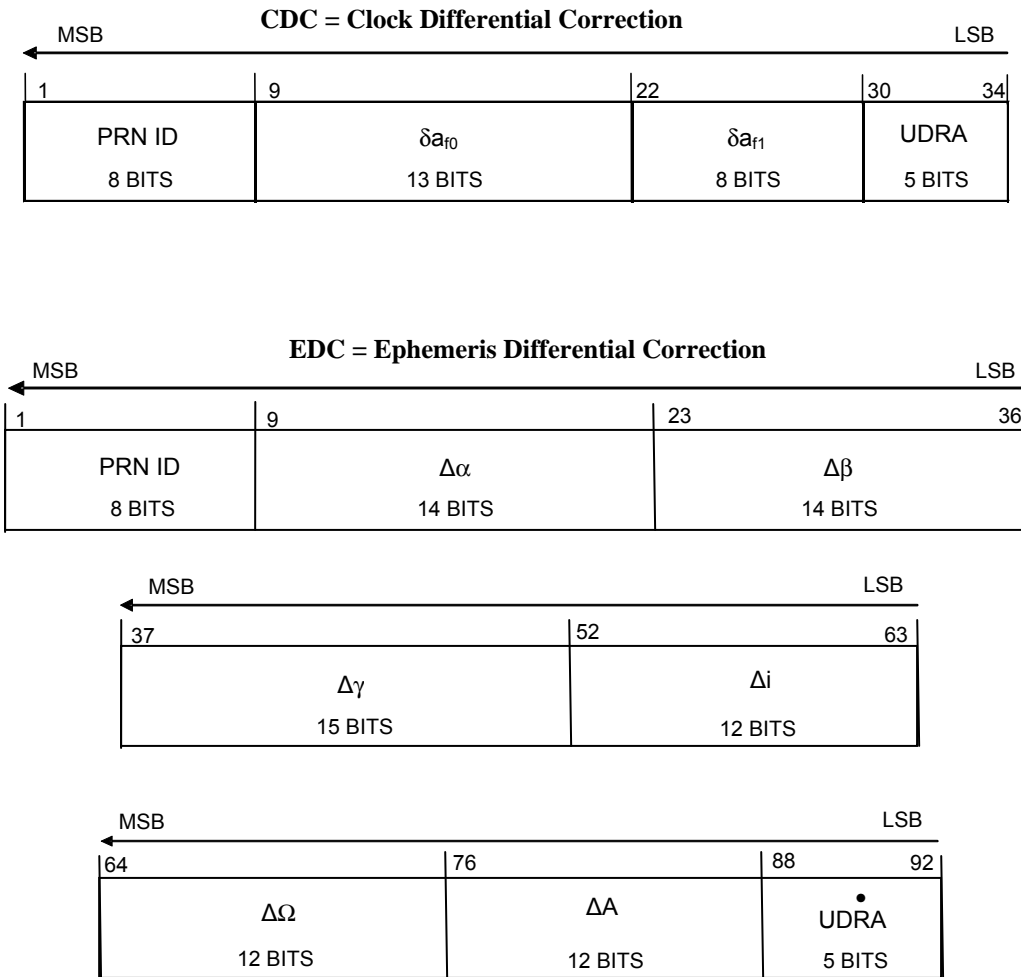 CDC = Clock Differential Correction
MSB LSB
1 9 22 30 34
PRN ID δaf0 δaf1 UDRA
8 BITS 13 BITS 8 BITS 5 BITS
EDC = Ephemeris Differential Correction
MSB LSB
1 9 23 36
PRN ID Δα Δβ
8 BITS 14 BITS 14 BITS
MSB LSB
37 52 63
Δγ Δi
15 BITS 12 BITS
MSB LSB
64 76 88 92
ΔΩ ΔA UDRȦ
12 BITS 12 BITS 5 BITS